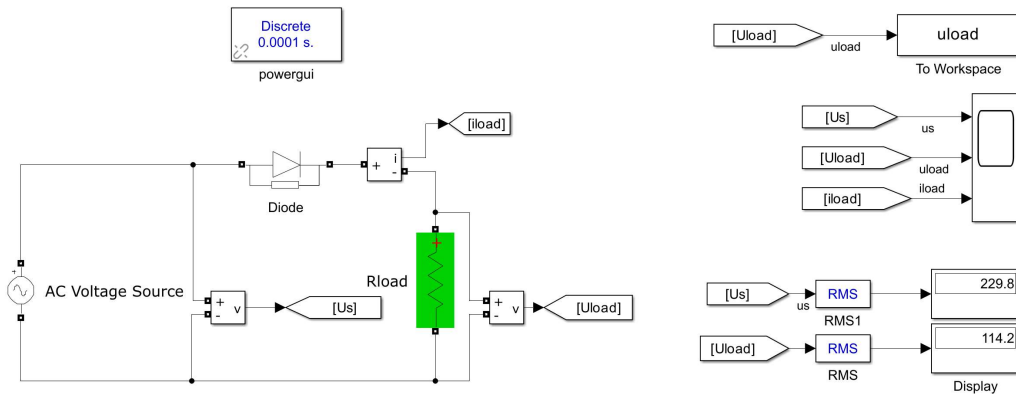 Discrete
0.0001 s.
powergui
[Uload]
uload
uload
To Workspace
[iload]
+
i
-
Diode
[Us]
us
[Uload]
uload
[iload]
iload
+
Rload
+
AC Voltage Source
+
-
v
[Us]
+
-
v
[Uload]
[Us]
us
RMS
RMS1
229.8
[Uload]
RMS
RMS
114.2
Display